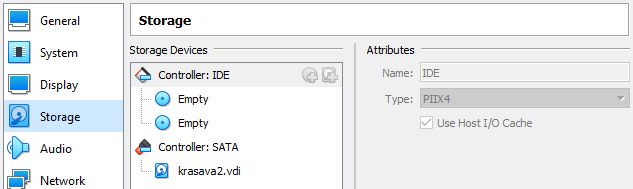 General
System
Display
Storage
Audio
Network
Storage
Storage Devices
Controller: IDE
Empty
Empty
Controller: SATA
krasava2.vdi
Attributes
Name: IDE
Type: PIIX4
Use Host I/O Cache